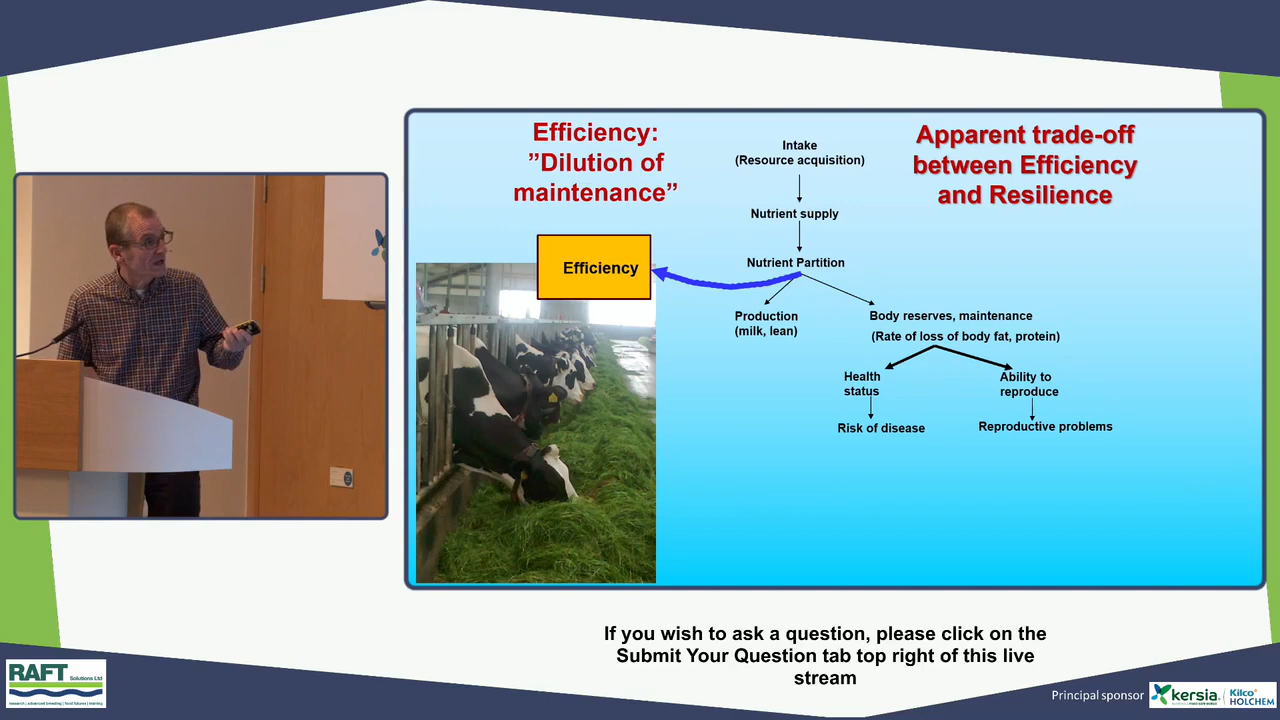 Efficiency:
”Dilution of
maintenance”
Intake
(Resource acquisition)
Apparent trade-off
between Efficiency
and Resilience
Nutrient supply
Nutrient Partition
Efficiency
Production
(milk, lean)
Body reserves, maintenance
(Rate of loss of body fat, protein)
Health
status
Ability to
reproduce
Risk of disease
Reproductive problems
If you wish to ask a question, please click on the
Submit Your Question tab top right of this live
stream
RAFT
Solutions Ltd
research | advanced breeding | food futures | training
Principal sponsor
kersia
Kilco
HOLCHEM